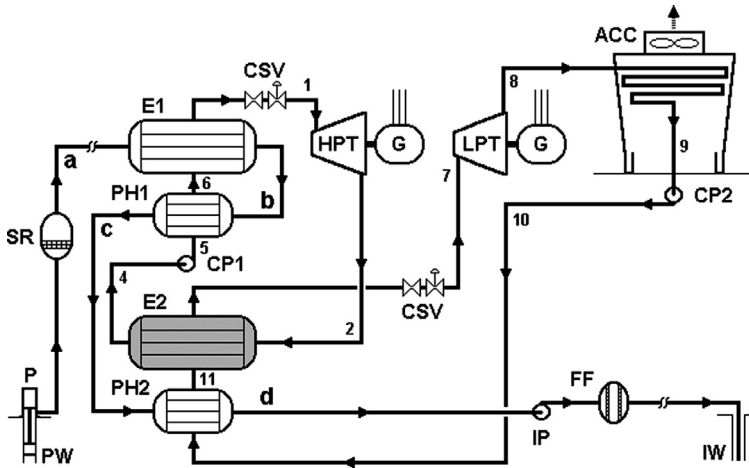 ACC
CSV
1
8
E1
HPT
G
LPT
G
a
6
7
9
PH1
b
CP2
c
10
SR
5
4
CP1
E2
CSV
2
11
PH2
d
FF
P
IP
PW
IW